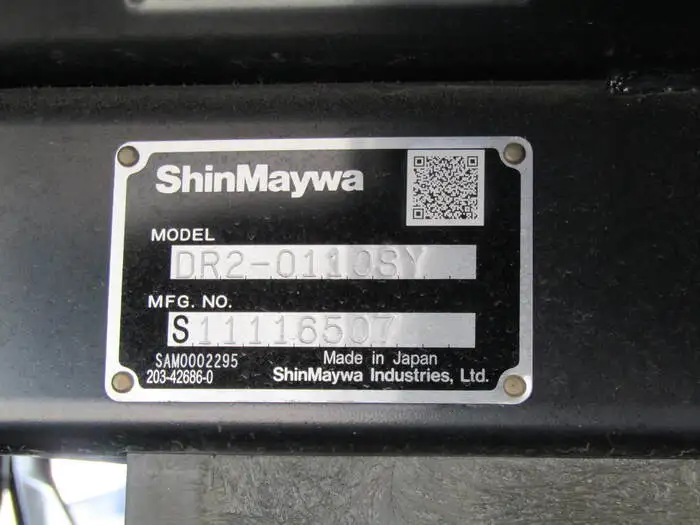 ShinMaywa
MODEL
DR2-0110SY
MFG. NO.
S11116507
SAM0002295
203-42686-0
Made in Japan
ShinMaywa Industries, Ltd.